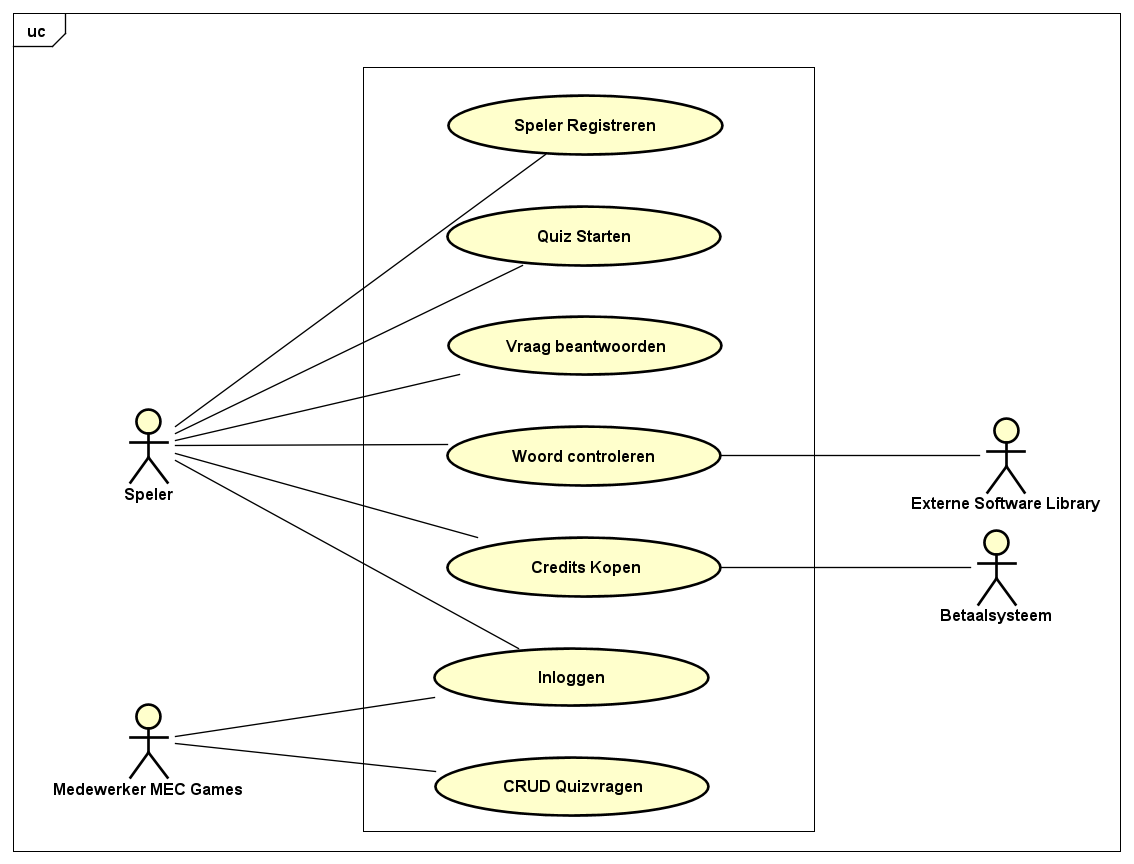 uc
Speler Registreren
Quiz Starten
Vraag beantwoorden
Woord controleren
Credits Kopen
Inloggen
CRUD Quizvragen
Speler
Medewerker MEC Games
Externe Software Library
Betaalsysteem